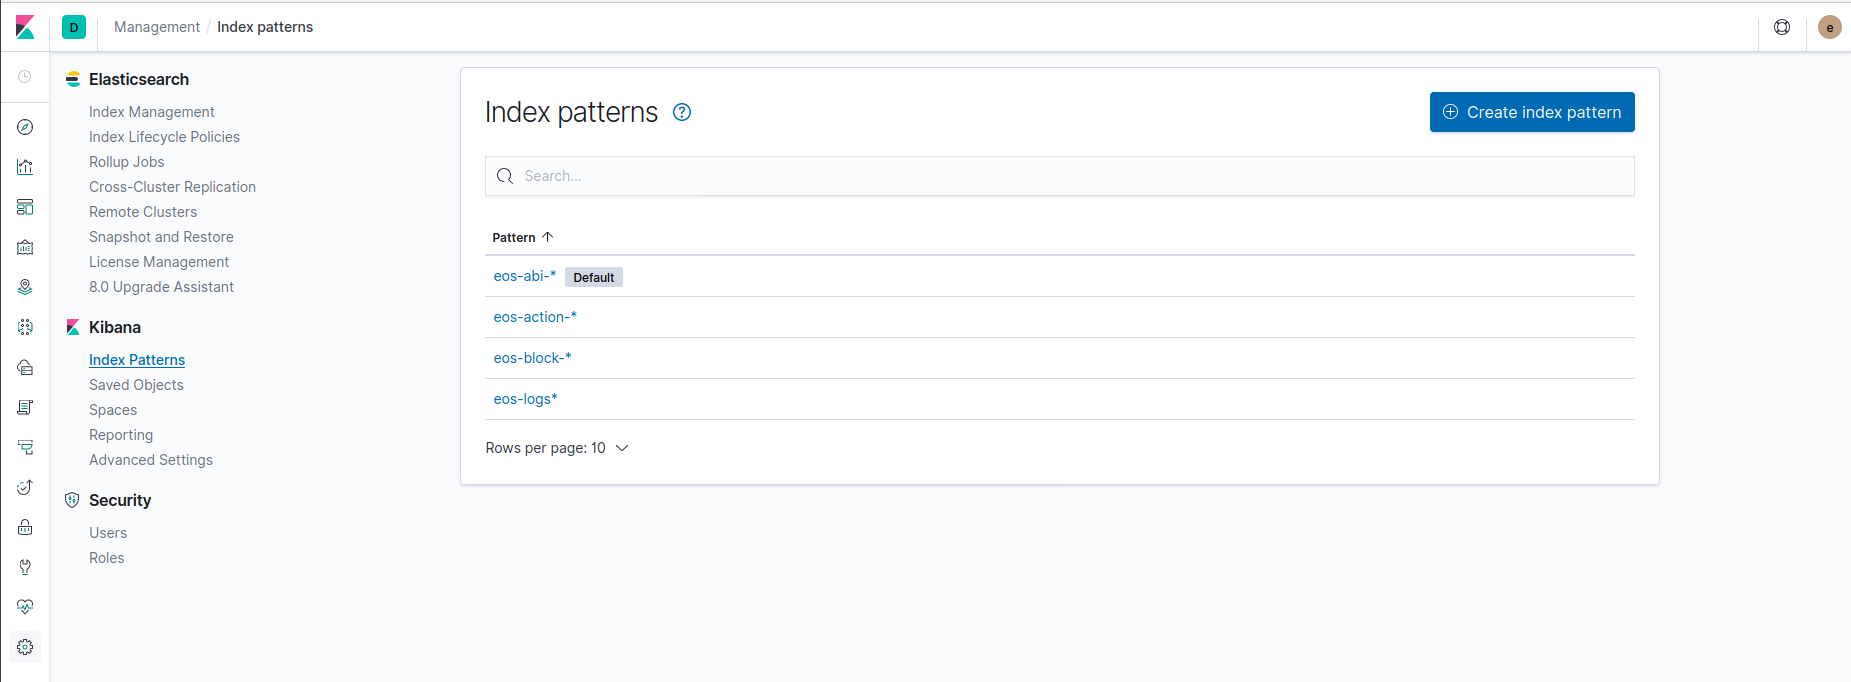 D Management / Index patterns e
Elasticsearch
Index Management
Index Lifecycle Policies
Rollup Jobs
Cross-Cluster Replication
Remote Clusters
Snapshot and Restore
License Management
8.0 Upgrade Assistant
Kibana
Index Patterns
Saved Objects
Spaces
Reporting
Advanced Settings
Security
Users
Roles
Index patterns
Create index pattern
Search...
Pattern
eos-abi-* Default
eos-action-*
eos-block-*
eos-logs*
Rows per page: 10